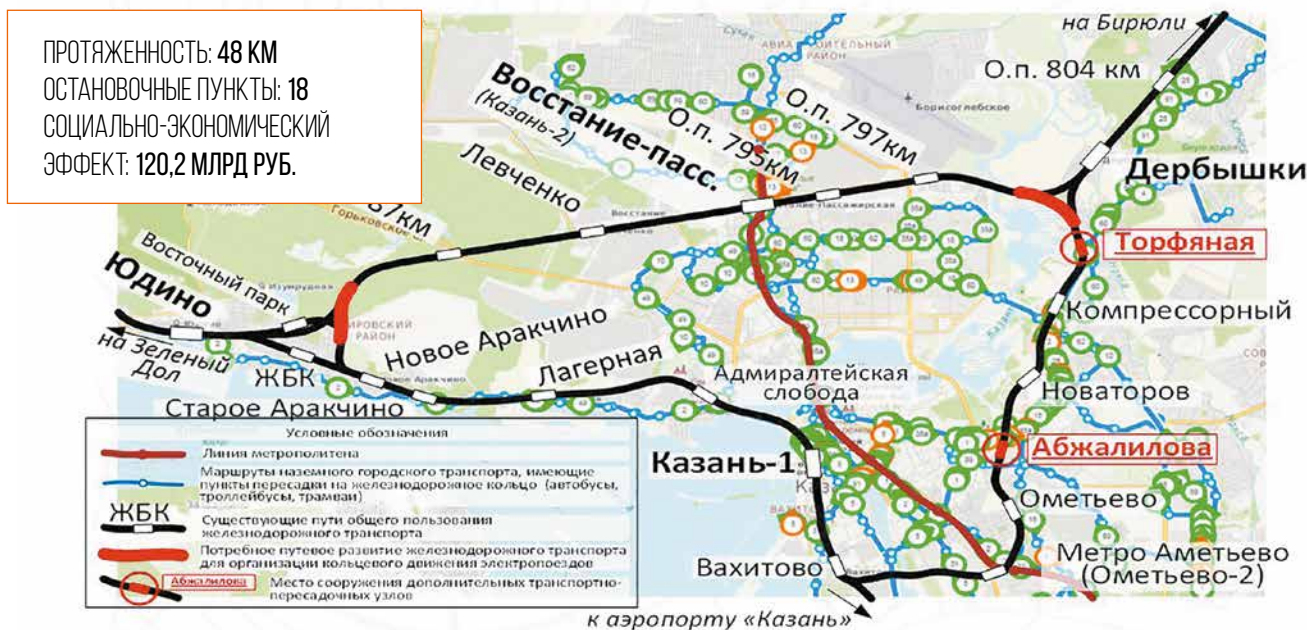 ПРОТЯЖЕННОСТЬ: 48 КМ
ОСТАНОВОЧНЫЕ ПУНКТЫ: 18
СОЦИАЛЬНО-ЭКОНОМИЧЕСКИЙ
ЭФФЕКТ: 120,2 МЛРД РУБ.
на Бирюли
О.п. 804 км
Борисоглебское
Восстание-пасс.
(Казань-2)
О.п. 795км
О.п. 797км
Левченко
Дербышки
Торфяная
Восточный парк
Юдино
на Зеленый
Дол
Компрессорный
Новое Аракчино
ЖБК
Лагерная
Адмиралтейская
слобода
Новаторов
Старое Аракчино
Абжалилова
Казань-1
Ометьево
Вахитово
Метро Аметьево
(Ометьево-2)
к аэропорту «Казань»
Условные обозначения
Линия метрополитена
Маршруты наземного городского транспорта, имеющие
пункты пересадки на железнодорожное кольцо (автобусы,
троллейбусы, трамваи)
ЖБК
Существующие пути общего пользования
железнодорожного транспорта
Потребное путевое развитие железнодорожного транспорта
для организации кольцевого движения электропоездов
Абжалилова
Место сооружения дополнительных транспортно-
пересадочных узлов